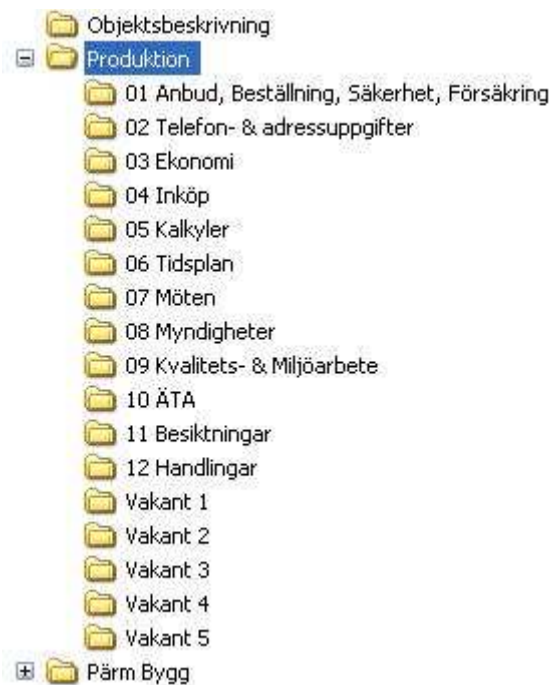 Objektsbeskrivning
Produktion
01 Anbud, Beställning, Säkerhet, Försäkring
02 Telefon- & adressuppgifter
03 Ekonomi
04 Inköp
05 Kalkyler
06 Tidsplan
07 Möten
08 Myndigheter
09 Kvalitets- & Miljöarbete
10 ÄTA
11 Besiktningar
12 Handlingar
Vakant 1
Vakant 2
Vakant 3
Vakant 4
Vakant 5
Pärm Bygg